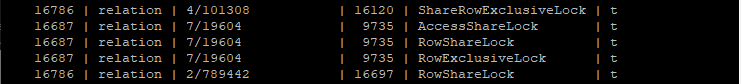 16786 | relation | 4/101308 | 16120 | ShareRowExclusiveLock | t
16687 | relation | 7/19604 | 9735 | AccessShareLock | t
16687 | relation | 7/19604 | 9735 | RowShareLock | t
16687 | relation | 7/19604 | 9735 | RowExclusiveLock | t
16786 | relation | 2/789442 | 16697 | RowShareLock | t